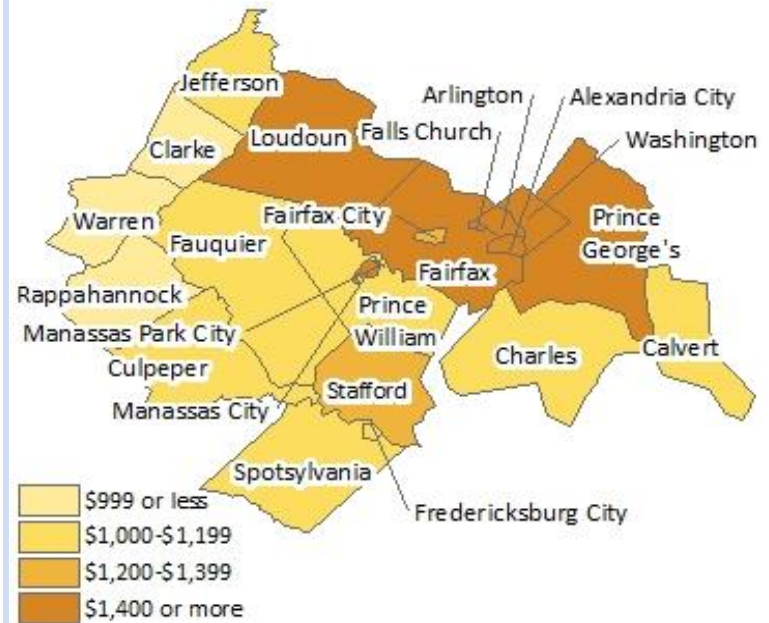 Jefferson
Arlington
Alexandria City
Clarke
Loudoun
Falls Church
Washington
Warren
Fairfax City
Prince
George's
Fauquier
Fairfax
Rappahannock
Prince
William
Manassas Park City
Culpeper
Charles
Calvert
Manassas City
Stafford
Spotsylvania
Fredericksburg City
$999 or less
$1,000-$1,199
$1,200-$1,399
$1,400 or more